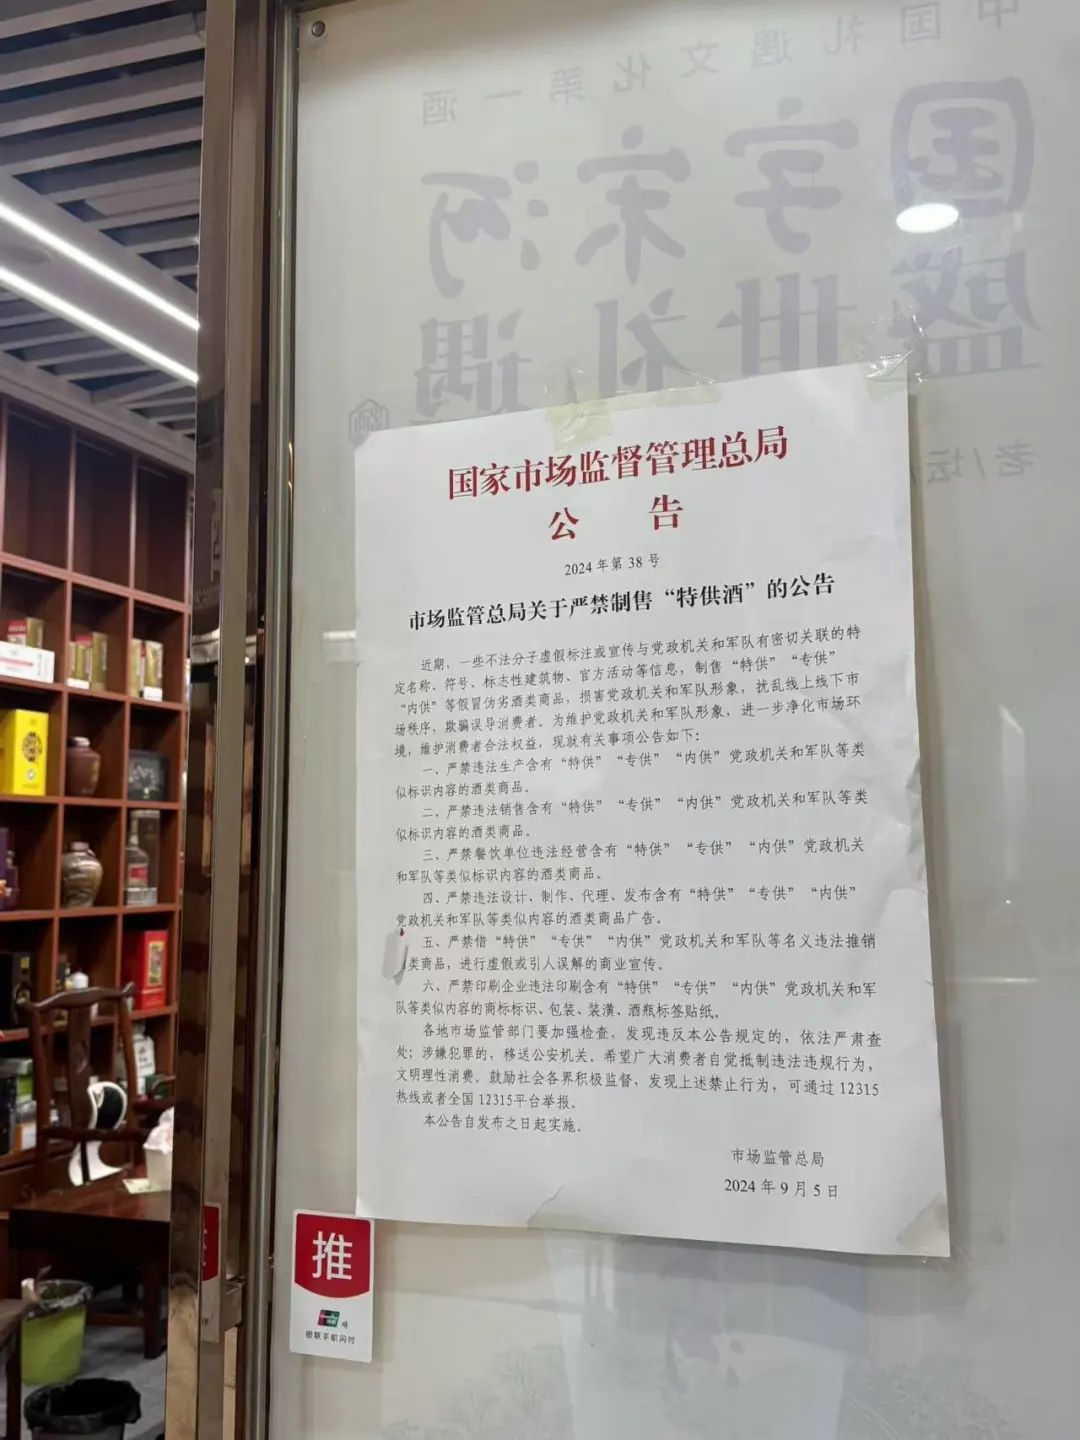 中国礼遇文化第一酒
国字宋河
盛世礼遇
老/坛
国家市场监督管理总局
公 告
2024 年第 38 号
市场监管总局关于严禁制售“特供酒”的公告
近期，一些不法分子虚假标注或宣传与党政机关和军队有密切关联的特
定名称、符号、标志性建筑物、官方活动等信息，制售“特供”“专供”
“内供”等假冒伪劣酒类商品，损害党政机关和军队形象，扰乱线上线下市
场秩序，欺骗误导消费者。为维护党政机关和军队形象，进一步净化市场环
境，维护消费者合法权益，现就有关事项公告如下：
一、严禁违法生产含有“特供”“专供”“内供”党政机关和军队等类
似标识内容的酒类商品。
二、严禁违法销售含有“特供”“专供”“内供”党政机关和军队等类
似标识内容的酒类商品。
三、严禁餐饮单位违法经营含有“特供”“专供”“内供”党政机关
和军队等类似标识内容的酒类商品。
四、严禁违法设计、制作、代理、发布含有“特供”“专供”“内供”
党政机关和军队等类似内容的酒类商品广告。
五、严禁借“特供”“专供”“内供”党政机关和军队等名义违法推销
类商品，进行虚假或引人误解的商业宣传。
六、严禁印刷企业违法印刷含有“特供”“专供”“内供”党政机关和军
队等类似内容的商标标识、包装、装潢、酒瓶标签贴纸。
各地市场监管部门要加强检查，发现违反本公告规定的，依法严肃查
处；涉嫌犯罪的，移送公安机关。希望广大消费者自觉抵制违法违规行为，
文明理性消费。鼓励社会各界积极监督，发现上述禁止行为，可通过 12315
热线或者全国 12315平台举报。
本公告自发布之日起实施。
市场监管总局
2024 年 9 月 5 日
推
银联手机闪付